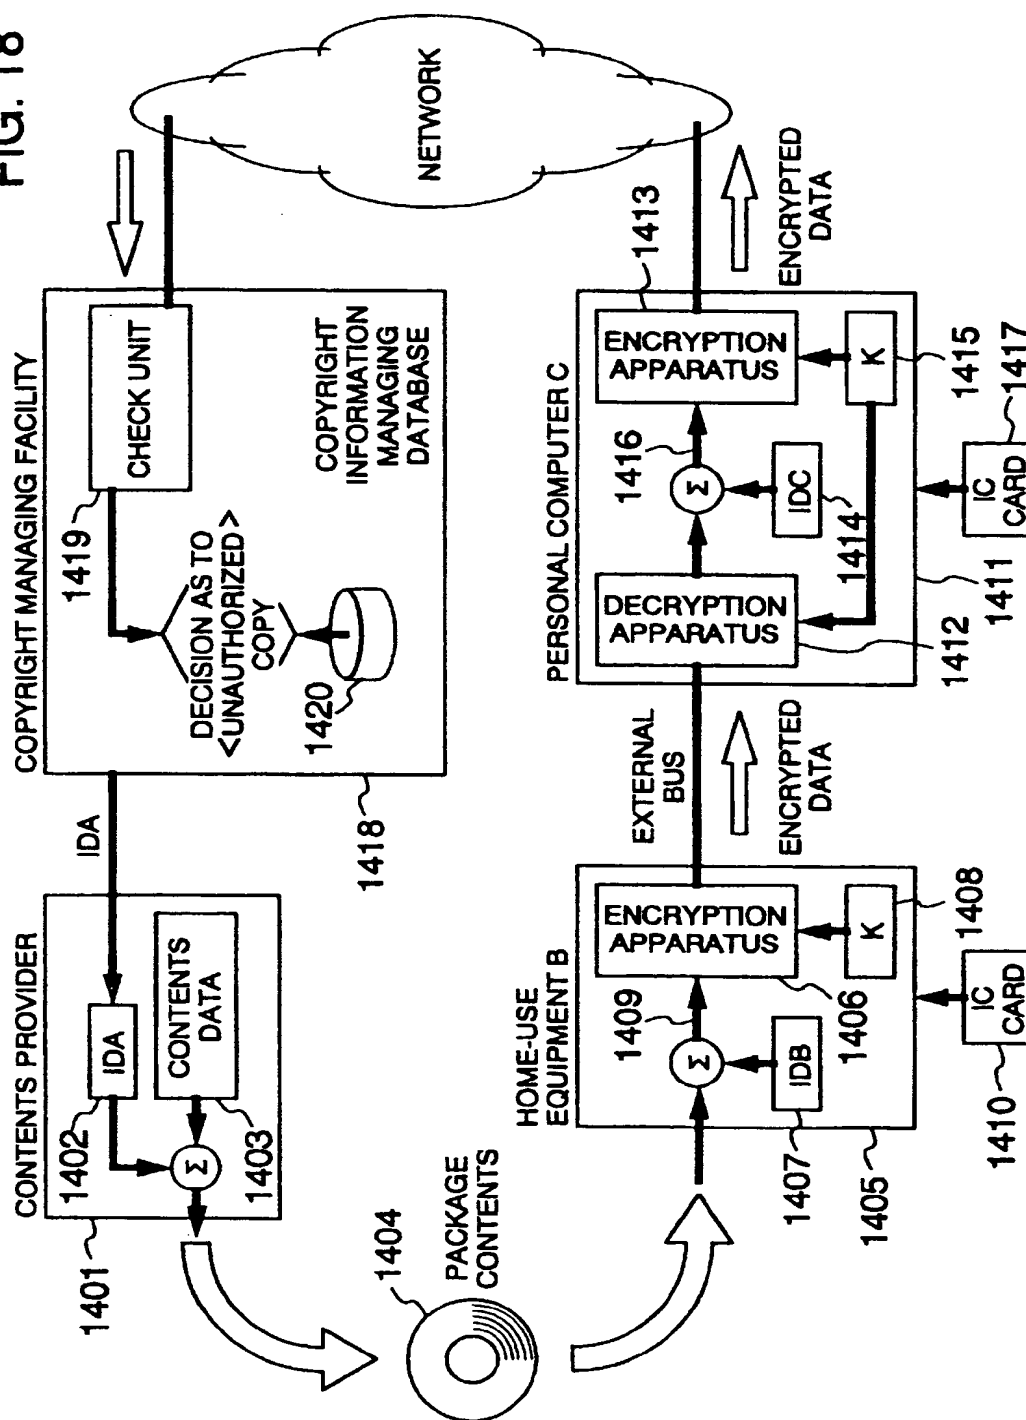 FIG. 18
CONTENTS PROVIDER
IDA
1402
CONTENTS
DATA
1403
Σ
1401
IDA
COPYRIGHT MANAGING FACILITY
CHECK UNIT
1419
DECISION AS TO
<UNAUTHORIZED>
COPY
1420
COPYRIGHT
INFORMATION
MANAGING
DATABASE
1418
NETWORK
1404
PACKAGE
CONTENTS
HOME-USE
EQUIPMENT B
1409
Σ
ENCRYPTION
APPARATUS
1406
IDB
1407
K
1408
1405
IC
CARD
1410
EXTERNAL
BUS
ENCRYPTED
DATA
PERSONAL COMPUTER C
DECRYPTION
APPARATUS
1412
1416
Σ
ENCRYPTION
APPARATUS
1413
IDC
1414
K
1415
1411
IC
CARD
1417
ENCRYPTED
DATA